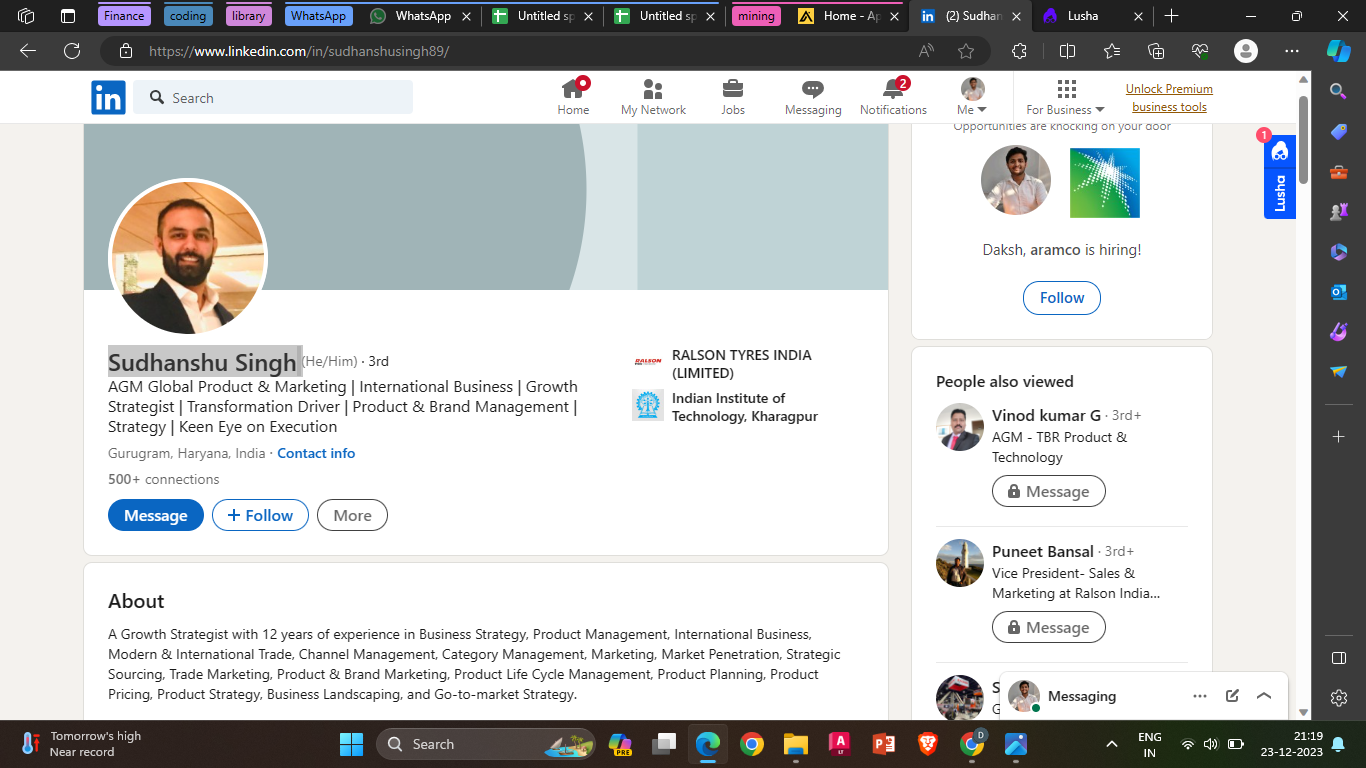 Finance
coding
library
WhatsApp
WhatsApp
Untitled sp
Untitled sp
mining
Home - Ap
(2) Sudhan
Lusha
https://www.linkedin.com/in/sudhanshusingh89/
in
Search
Home
My Network
Jobs
Messaging
2
Notifications
Me
For Business
Unlock Premium
business tools
Opportunities are knocking on your door
Daksh, aramco is hiring!
Follow
1
Lusha
Sudhanshu Singh (He/Him) · 3rd
AGM Global Product & Marketing | International Business | Growth
Strategist | Transformation Driver | Product & Brand Management |
Strategy | Keen Eye on Execution
Gurugram, Haryana, India · Contact info
500+ connections
Message
+ Follow
More
RALSON
RALSON TYRES INDIA
(LIMITED)
Indian Institute of
Technology, Kharagpur
About
A Growth Strategist with 12 years of experience in Business Strategy, Product Management, International Business,
Modern & International Trade, Channel Management, Category Management, Marketing, Market Penetration, Strategic
Sourcing, Trade Marketing, Product & Brand Marketing, Product Life Cycle Management, Product Planning, Product
Pricing, Product Strategy, Business Landscaping, and Go-to-market Strategy.
People also viewed
Vinod kumar G · 3rd+
AGM - TBR Product &
Technology
Message
Puneet Bansal · 3rd+
Vice President- Sales &
Marketing at Ralson India...
Message
Messaging
Tomorrow's high
Near record
Search
PRE
ENG
IN
21:19
23-12-2023